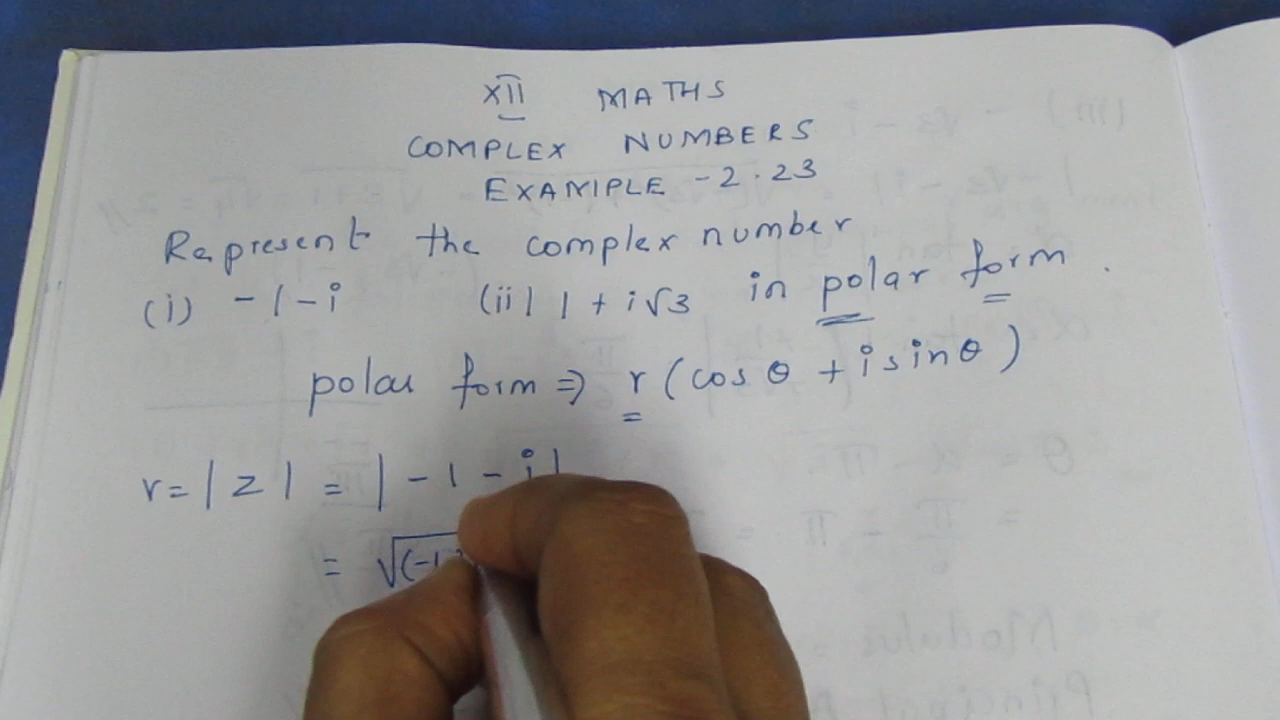 XII MATHS
COMPLEX NUMBERS
EXAMPLE - 2.23
Represent the complex number
(i) -1-i (ii) 1 + i√3 in polar form.
polar form ⇒ r (cos θ + i sin θ)
r = |z| = |-1 - i|
= √(-1